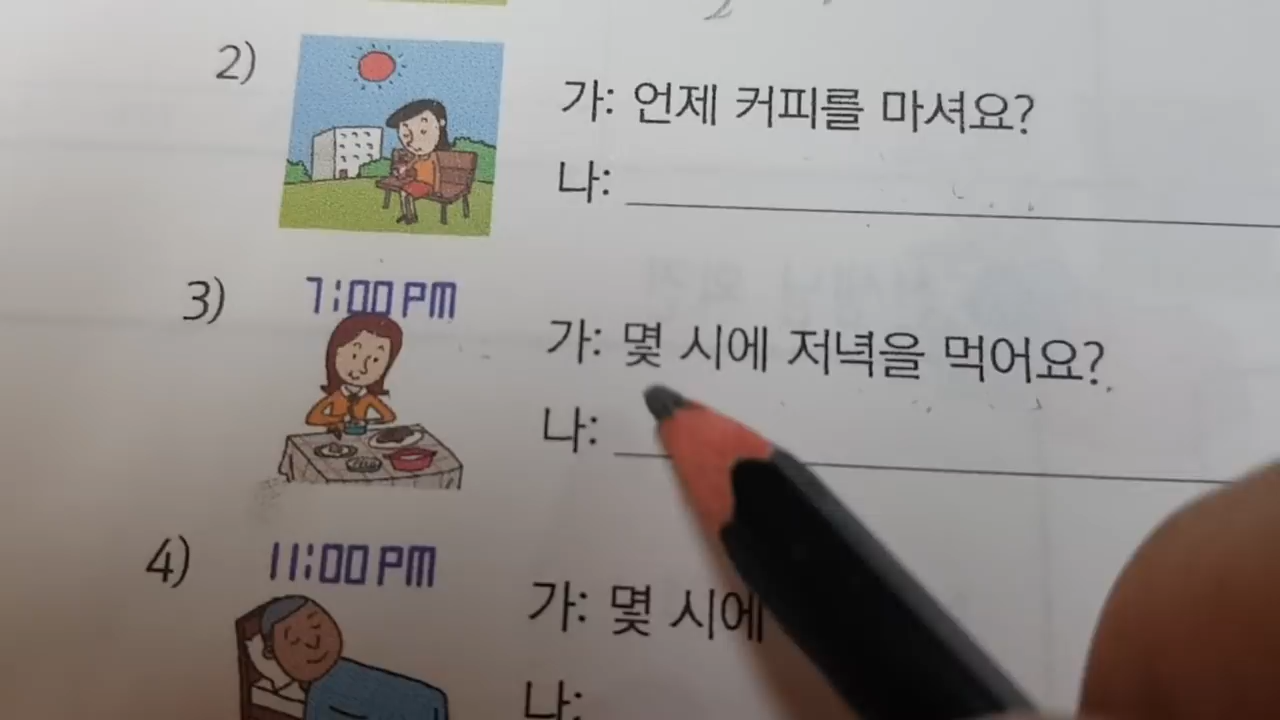 2)
가: 언제 커피를 마셔요?
나:
3)
7:00 PM
가: 몇 시에 저녁을 먹어요?
나:
4)
11:00 PM
가: 몇 시에
나: